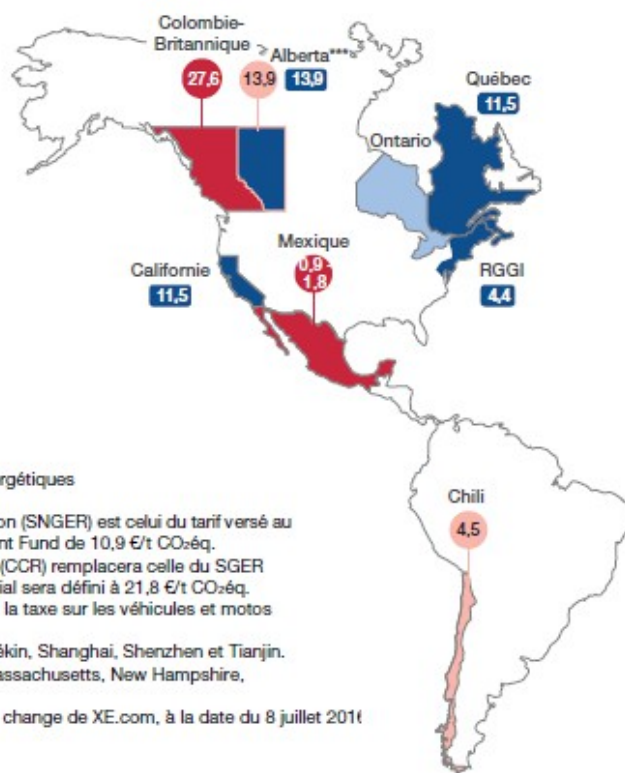 Colombie-
Britannique
Alberta***
27,6
13,9
13,9
Québec
11,5
Ontario
Mexique
0,9 -
1,8
Californie
11,5
RGGI
4,4
Chili
4,5
rgétiques
on (SNGER) est celui du tarif versé au
nt Fund de 10,9 €/t CO₂éq.
(CCR) remplacera celle du SGER
ial sera défini à 21,8 €/t CO₂éq.
la taxe sur les véhicules et motos
ékin, Shanghai, Shenzhen et Tianjin.
assachusetts, New Hampshire,
change de XE.com, à la date du 8 juillet 2016